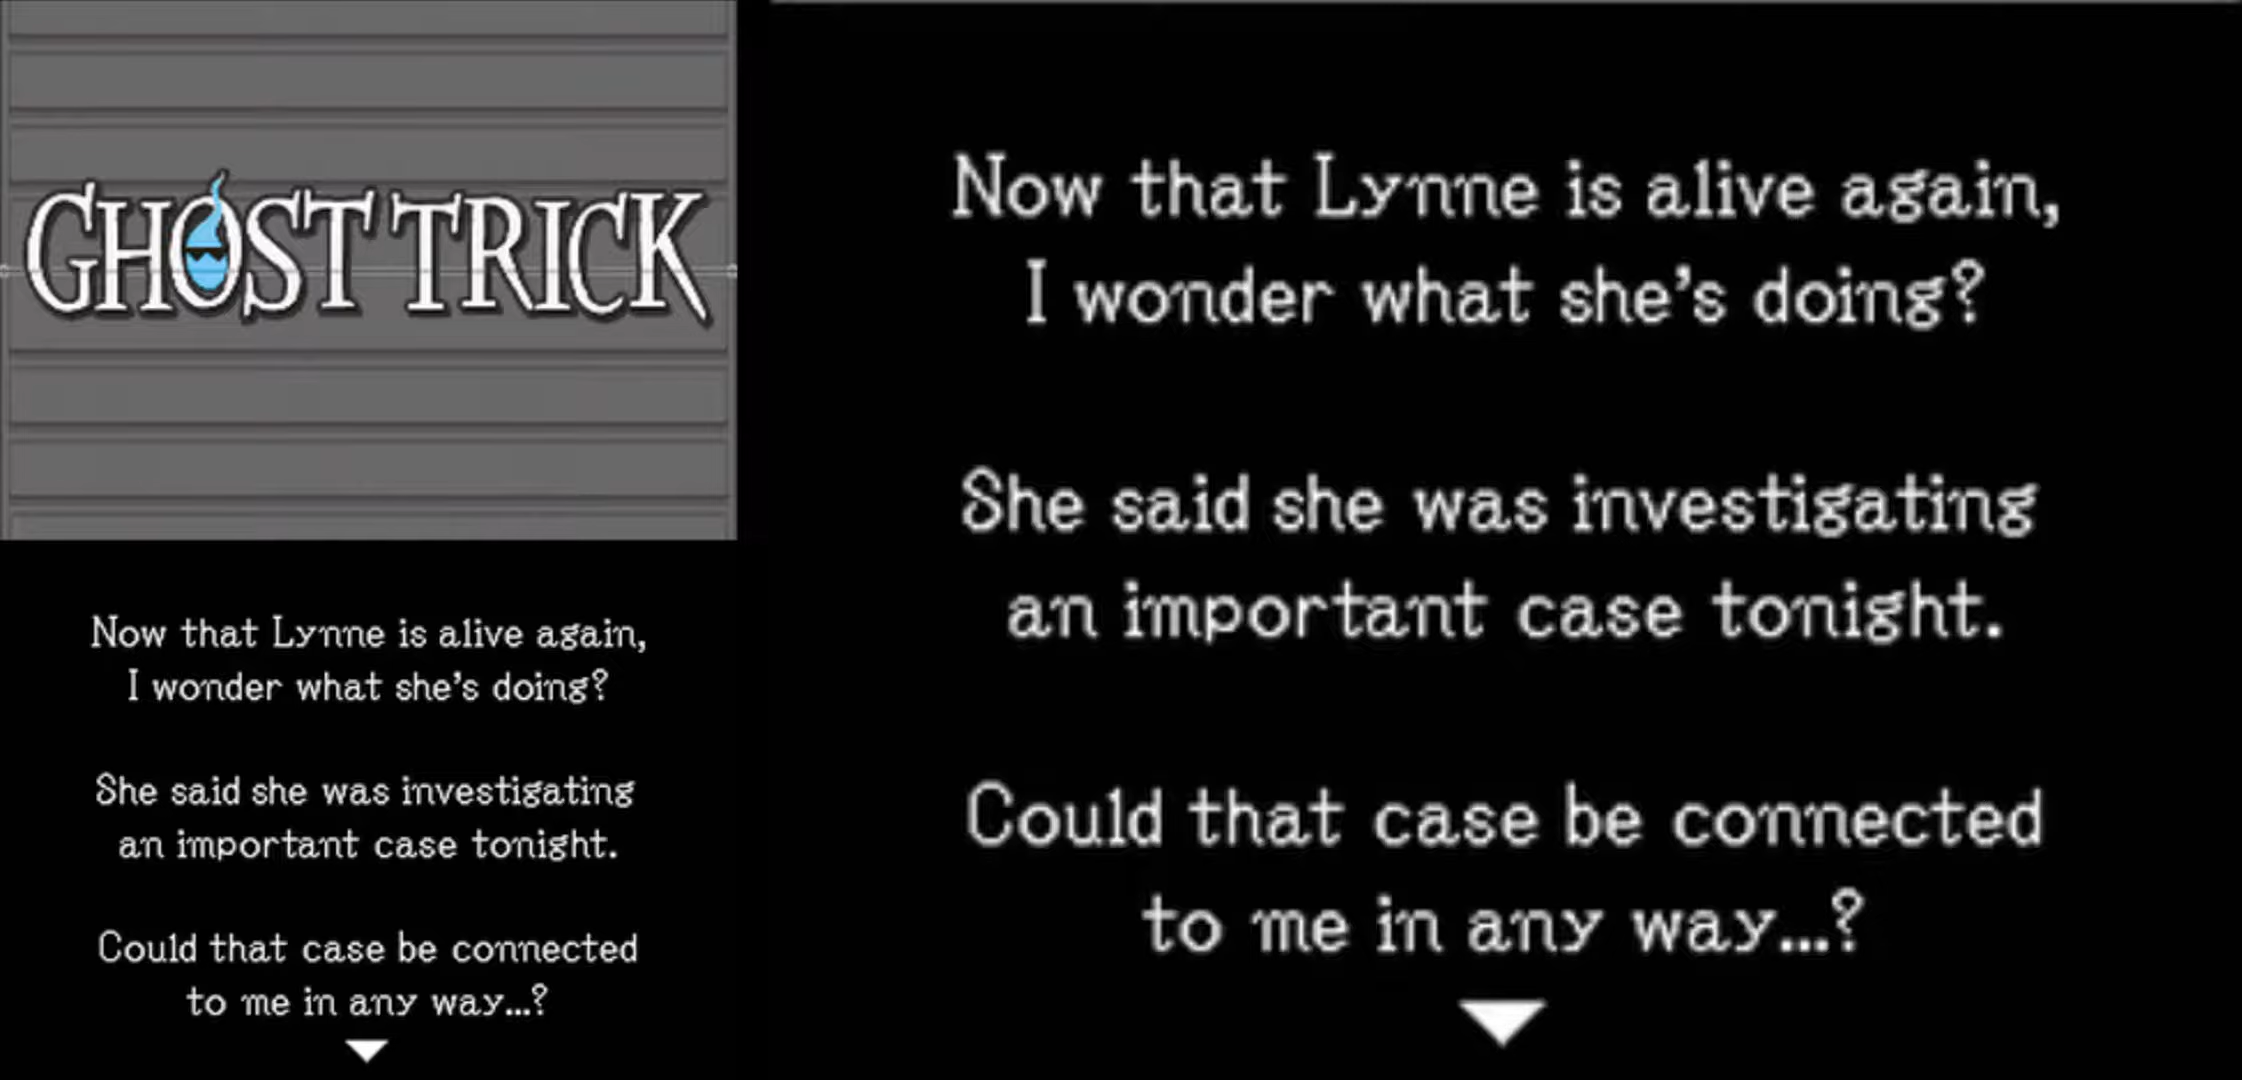 GHOST TRICK
Now that Lynne is alive again,
I wonder what she's doing?
She said she was investigating
an important case tonight.
Could that case be connected
to me in any way...?
Now that Lynne is alive again,
I wonder what she's doing?
She said she was investigating
an important case tonight.
Could that case be connected
to me in any way...?